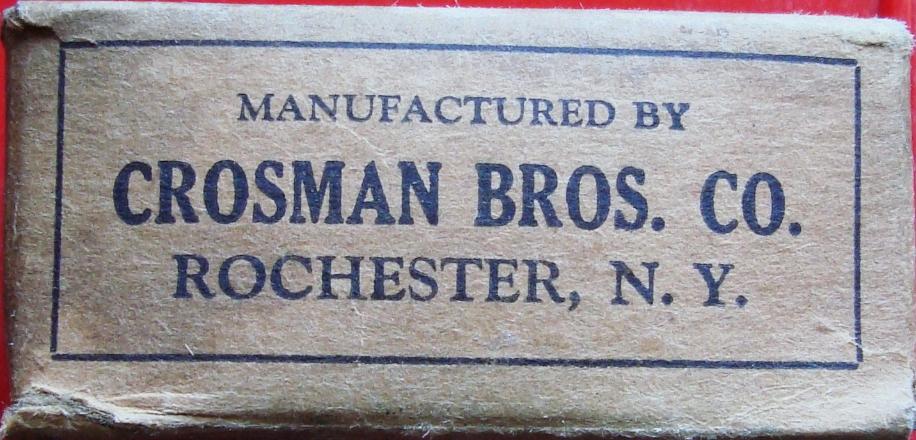 MANUFACTURED BY
CROSMAN BROS. CO.
ROCHESTER, N. Y.